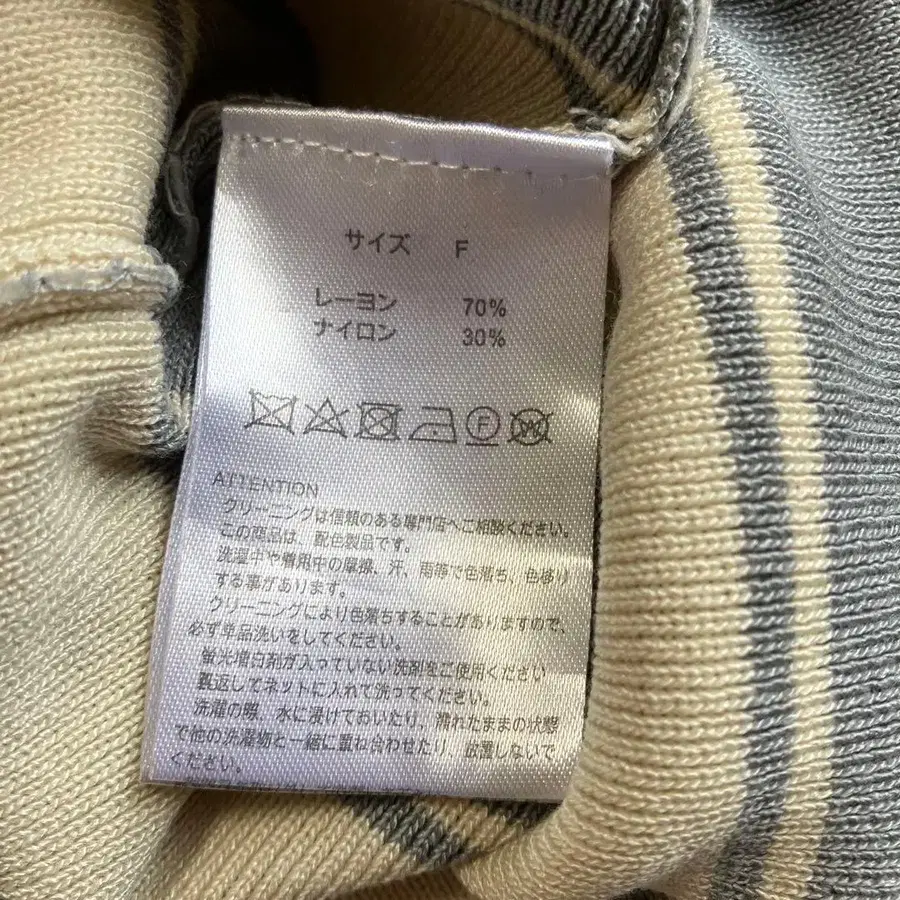 サイズ F
レーヨン 70%
ナイロン 30%
ATTENTION
クリーニングは信頼のある専門店へご相談ください。
この商品は、配色製品です。
洗濯中や着用中の摩擦、汗、雨等で色落ち、色移り
する事があります。
クリーニングにより色落ちすることがありますので、
必ず単品洗いをしてください。
蛍光増白剤が入っていない洗剤をご使用ください
裏返してネットに入れて洗ってください。
洗濯の際、水に浸けておいたり、濡れたままの状態
で他の洗濯物と一緒に重ね合わせたり、放置しないで
ください。